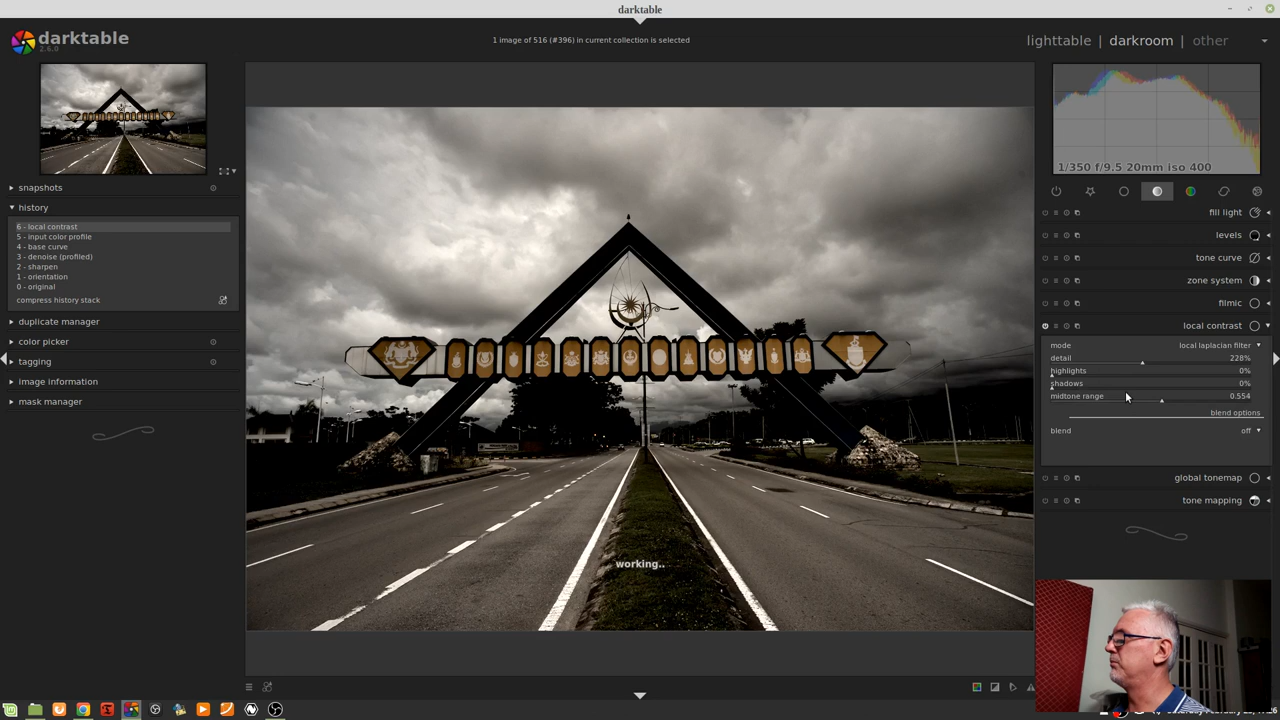 darktable
darktable
2.6.0
1 image of 516 (#396) in current collection is selected
lighttable | darkroom | other
1/350 f/9.5 20mm iso 400
snapshots
history
6 - local contrast
5 - input color profile
4 - base curve
3 - denoise (profiled)
2 - sharpen
1 - orientation
0 - original
compress history stack
duplicate manager
color picker
tagging
image information
mask manager
working..
fill light
levels
tone curve
zone system
filmic
local contrast
mode local laplacian filter
detail 228%
highlights 0%
shadows 0%
midtone range 0.554
blend options
blend off
global tonemap
tone mapping